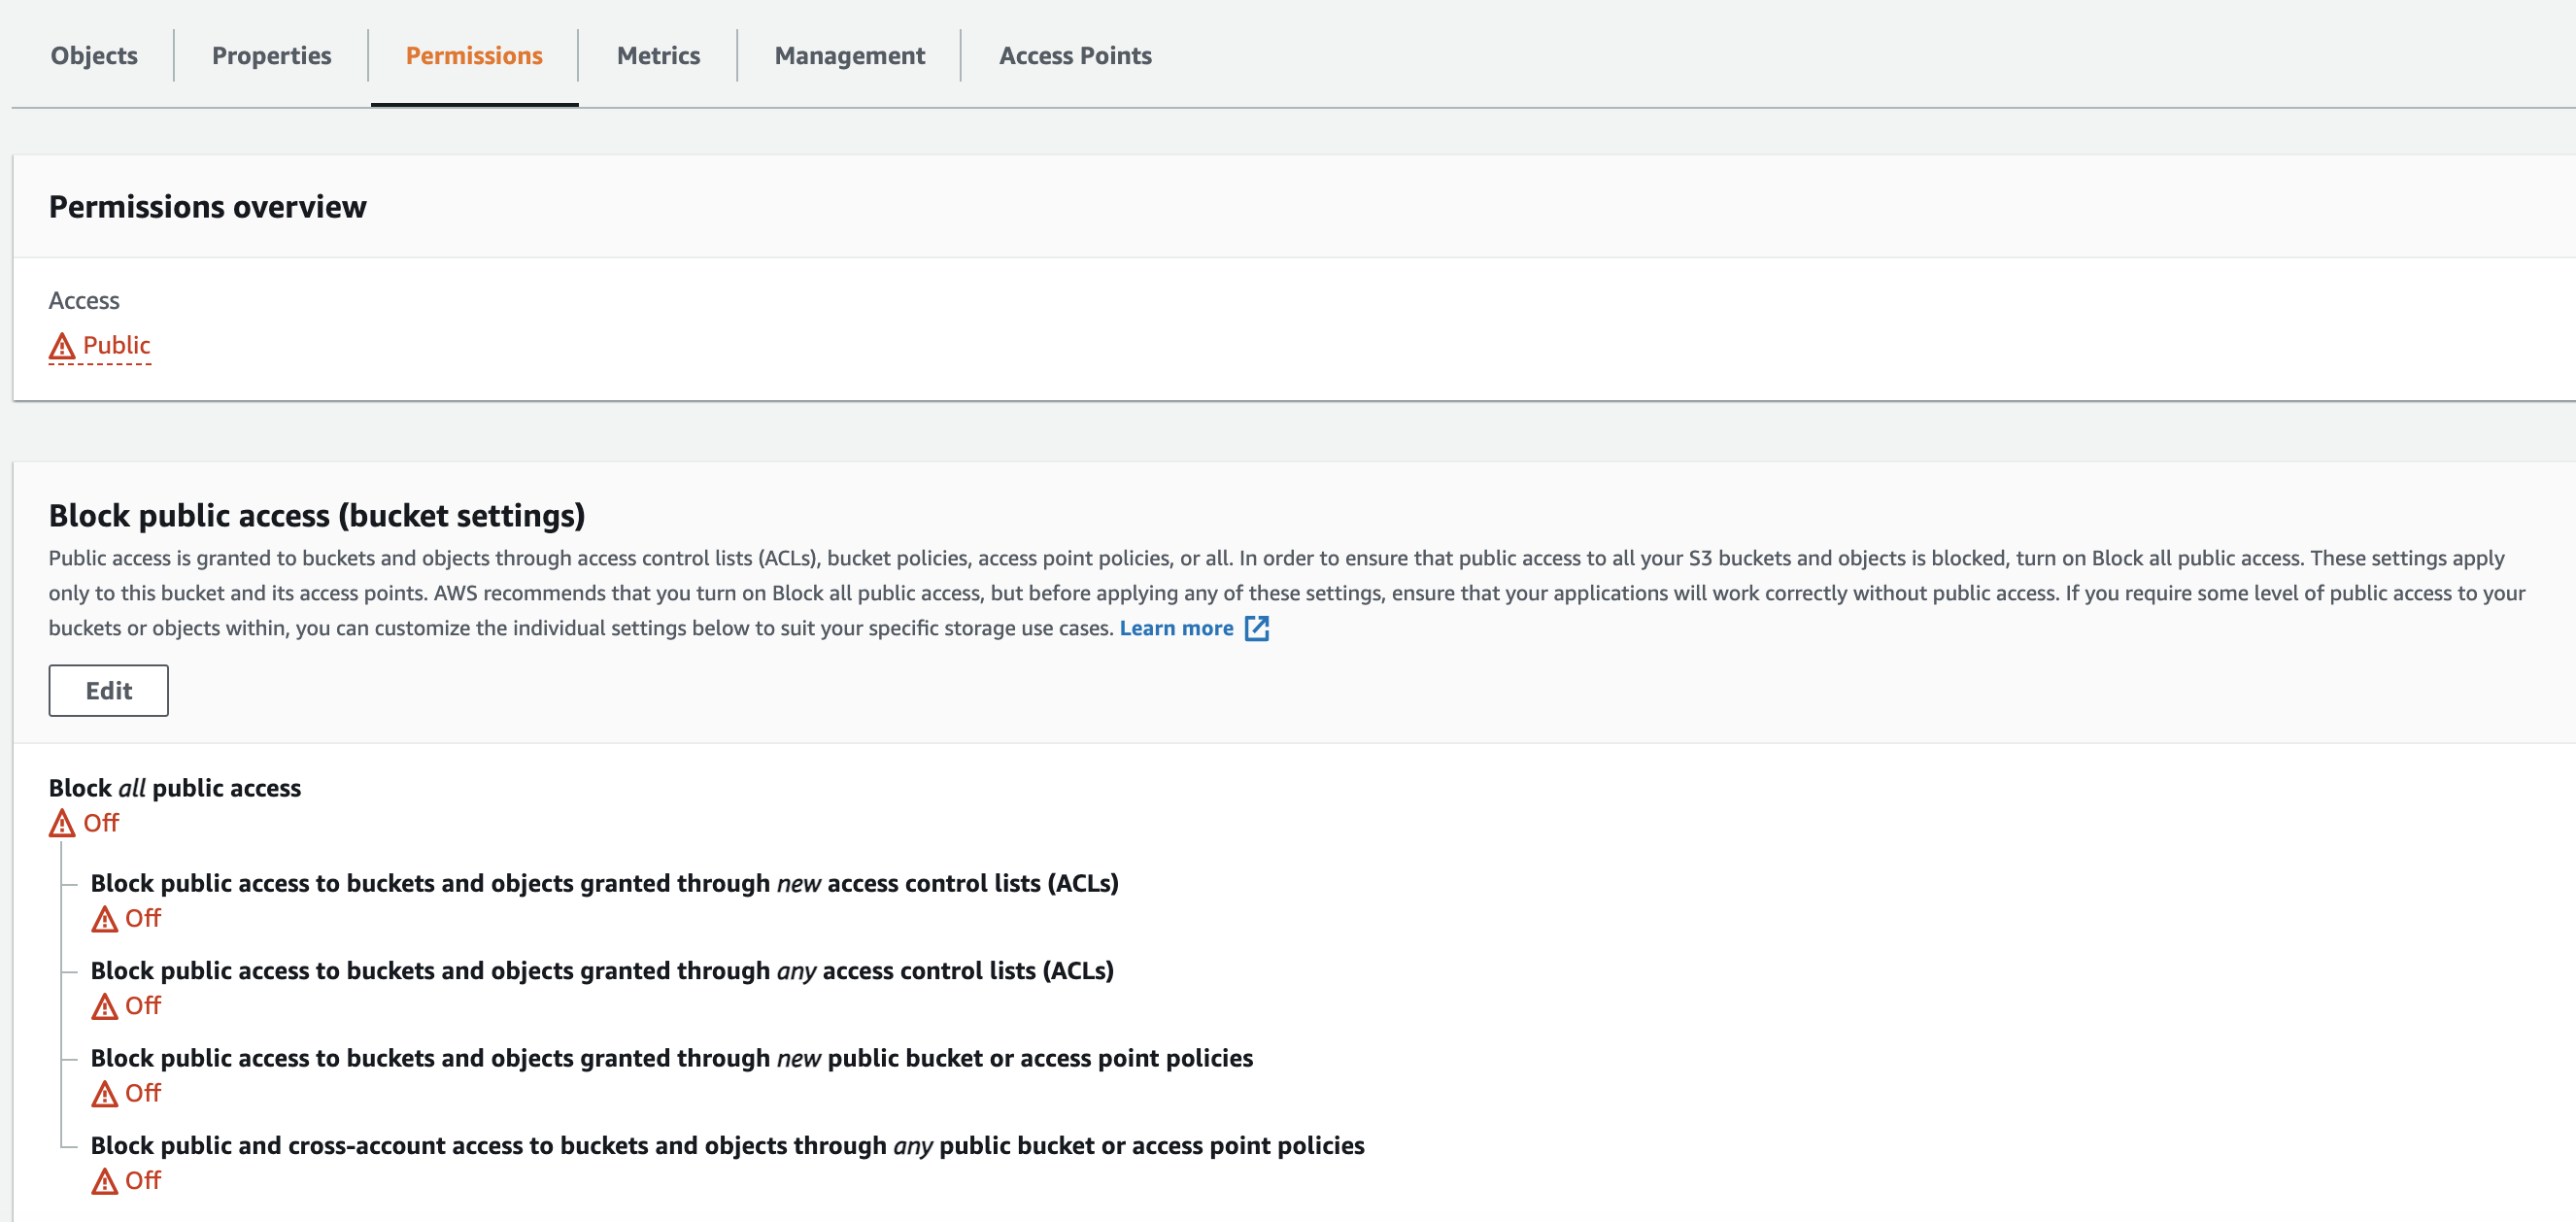 Objects
Properties
Permissions
Metrics
Management
Access Points
Permissions overview
Access
Public
Block public access (bucket settings)
Public access is granted to buckets and objects through access control lists (ACLs), bucket policies, access point policies, or all. In order to ensure that public access to all your S3 buckets and objects is blocked, turn on Block all public access. These settings apply
only to this bucket and its access points. AWS recommends that you turn on Block all public access, but before applying any of these settings, ensure that your applications will work correctly without public access. If you require some level of public access to your
buckets or objects within, you can customize the individual settings below to suit your specific storage use cases. Learn more
Edit
Block all public access
Off
Block public access to buckets and objects granted through new access control lists (ACLs)
Off
Block public access to buckets and objects granted through any access control lists (ACLs)
Off
Block public access to buckets and objects granted through new public bucket or access point policies
Off
Block public and cross-account access to buckets and objects through any public bucket or access point policies
Off